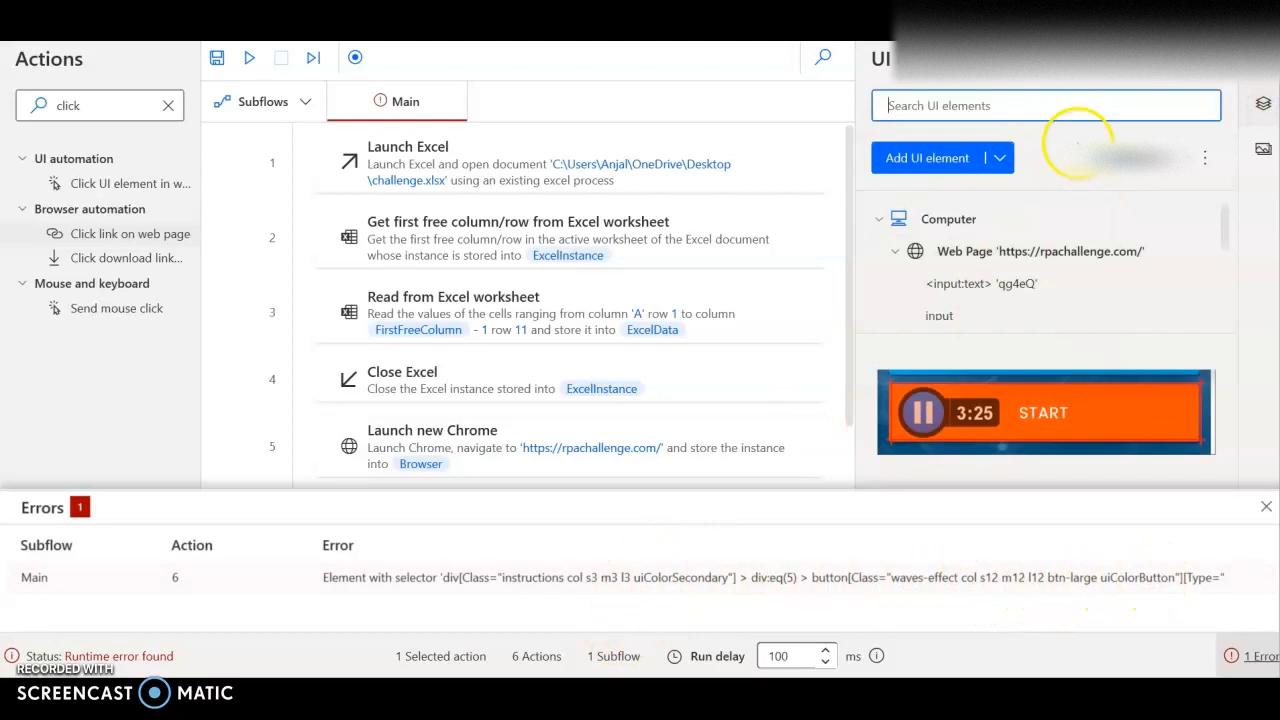 Actions
UI
click
Search UI elements
Subflows
Main
Add UI element
UI automation
Click UI element in w...
Browser automation
Click link on web page
Click download link...
Mouse and keyboard
Send mouse click
1
Launch Excel
Launch Excel and open document 'C:\Users\Anjal\OneDrive\Desktop
\challenge.xlsx' using an existing excel process
2
Get first free column/row from Excel worksheet
Get the first free column/row in the active worksheet of the Excel document
whose instance is stored into ExcelInstance
3
Read from Excel worksheet
Read the values of the cells ranging from column 'A' row 1 to column
FirstFreeColumn - 1 row 11 and store it into ExcelData
4
Close Excel
Close the Excel instance stored into ExcelInstance
5
Launch new Chrome
Launch Chrome, navigate to 'https://rpachallenge.com/' and store the instance
into Browser
Computer
Web Page 'https://rpachallenge.com/'
<input:text> 'qg4eQ'
input
3:25 START
Errors 1
Subflow Action Error
Main 6 Element with selector 'div[Class="instructions col s3 m3 l3 uiColorSecondary"] > div:eq(5) > button[Class="waves-effect col s12 m12 l12 btn-large uiColorButton"][Type="
Status: Runtime error found 1 Selected action 6 Actions 1 Subflow Run delay 100 ms 1 Error
RECORDED WITH
SCREENCAST MATIC